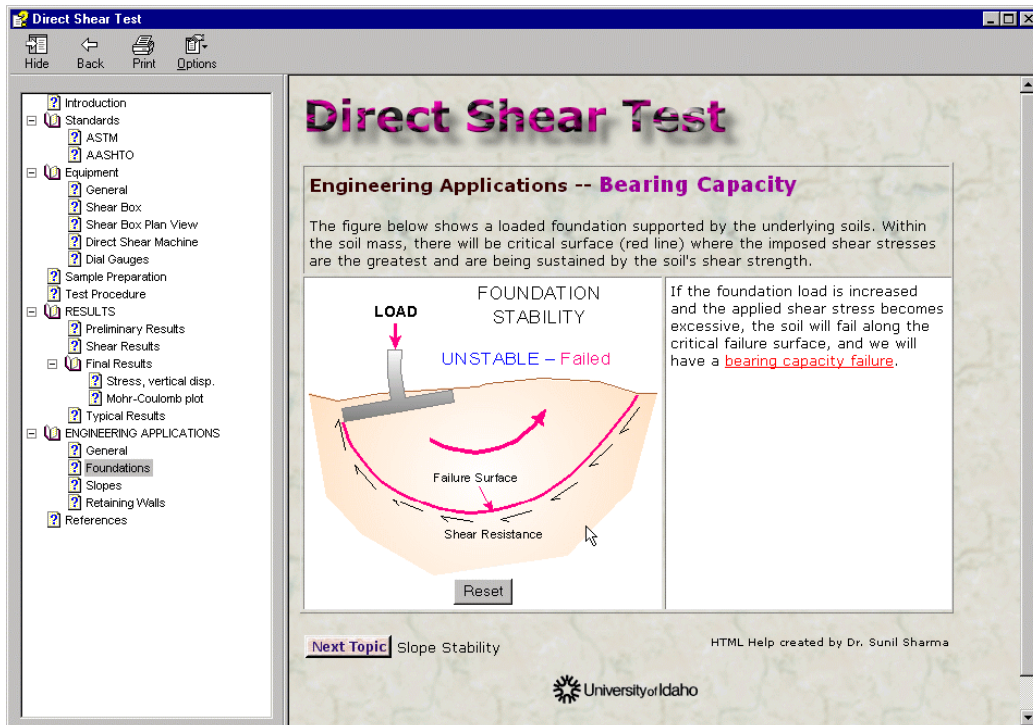 Direct Shear Test
Hide
Back
Print
Options
Introduction
Standards
ASTM
AASHTO
Equipment
General
Shear Box
Shear Box Plan View
Direct Shear Machine
Dial Gauges
Sample Preparation
Test Procedure
RESULTS
Preliminary Results
Shear Results
Final Results
Stress, vertical disp.
Mohr-Coulomb plot
Typical Results
ENGINEERING APPLICATIONS
General
Foundations
Slopes
Retaining Walls
References
Direct Shear Test
Engineering Applications -- Bearing Capacity
The figure below shows a loaded foundation supported by the underlying soils. Within
the soil mass, there will be critical surface (red line) where the imposed shear stresses
are the greatest and are being sustained by the soil's shear strength.
FOUNDATION
STABILITY
LOAD
UNSTABLE – Failed
Failure Surface
Shear Resistance
Reset
If the foundation load is increased
and the applied shear stress becomes
excessive, the soil will fail along the
critical failure surface, and we will
have a bearing capacity failure.
Next Topic Slope Stability
HTML Help created by Dr. Sunil Sharma
University of Idaho